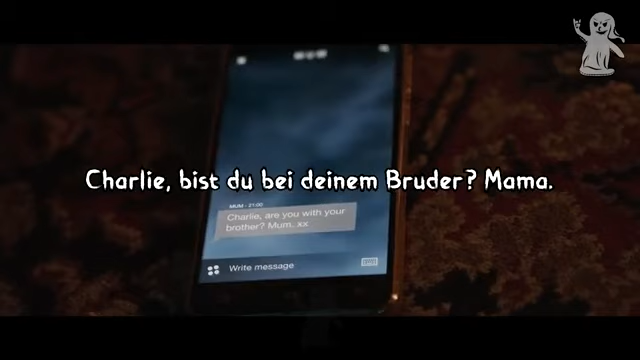 Charlie, bist du bei deinem Bruder? Mama.
MUM - 21:00
Charlie, are you with your
brother? Mum. xx
Write message